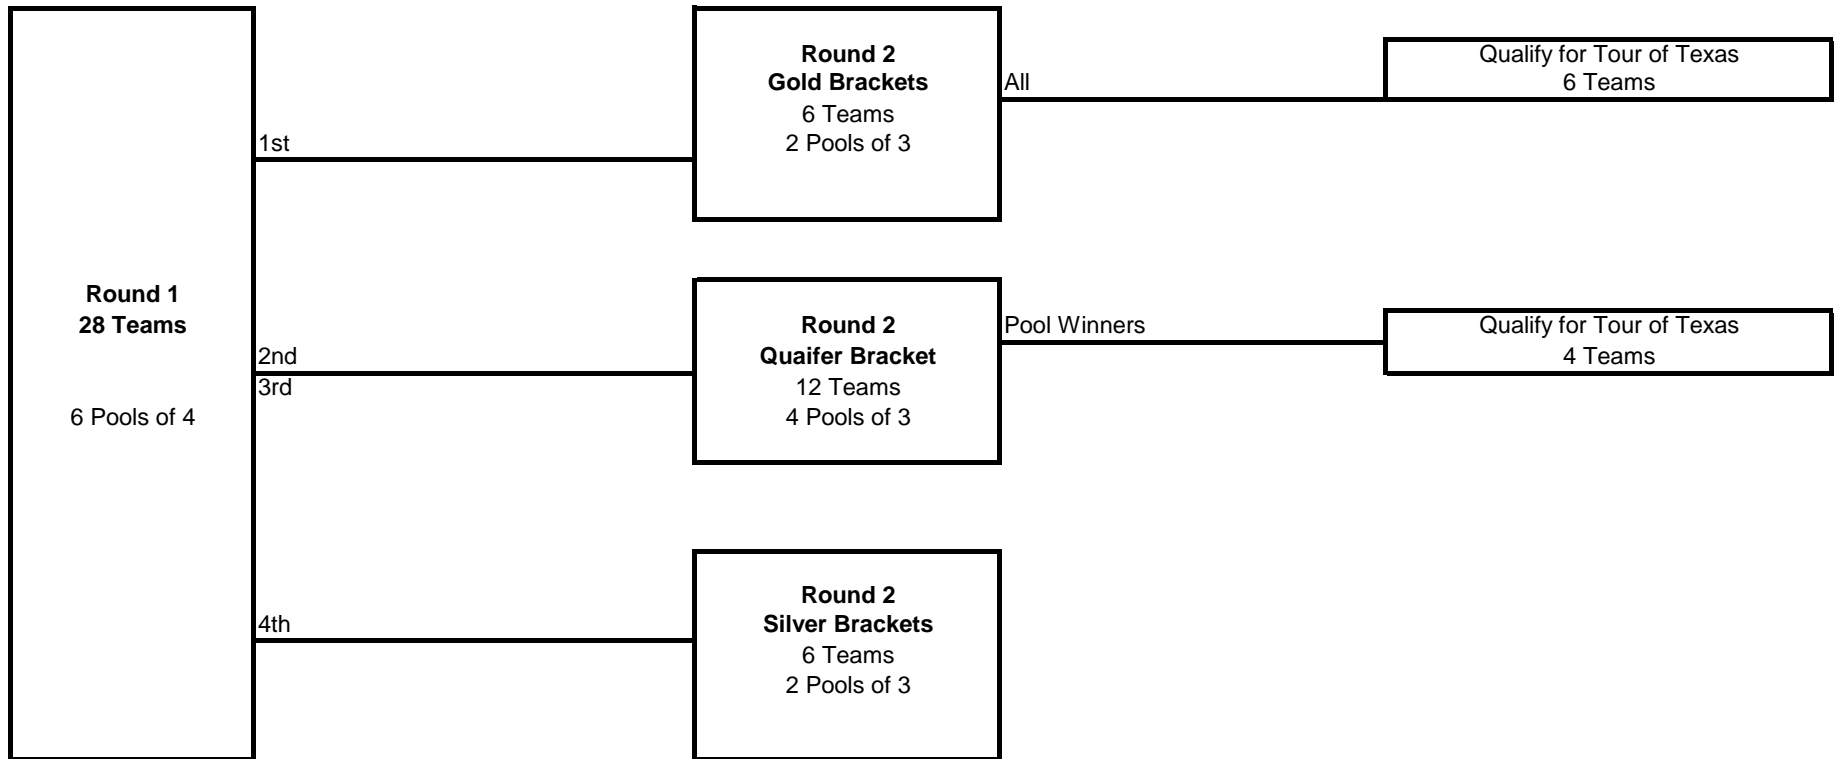 Round 1
28 Teams
6 Pools of 4
1st
2nd
3rd
4th
Round 2
Gold Brackets
6 Teams
2 Pools of 3
All
Qualify for Tour of Texas
6 Teams
Round 2
Quaifer Bracket
12 Teams
4 Pools of 3
Pool Winners
Qualify for Tour of Texas
4 Teams
Round 2
Silver Brackets
6 Teams
2 Pools of 3